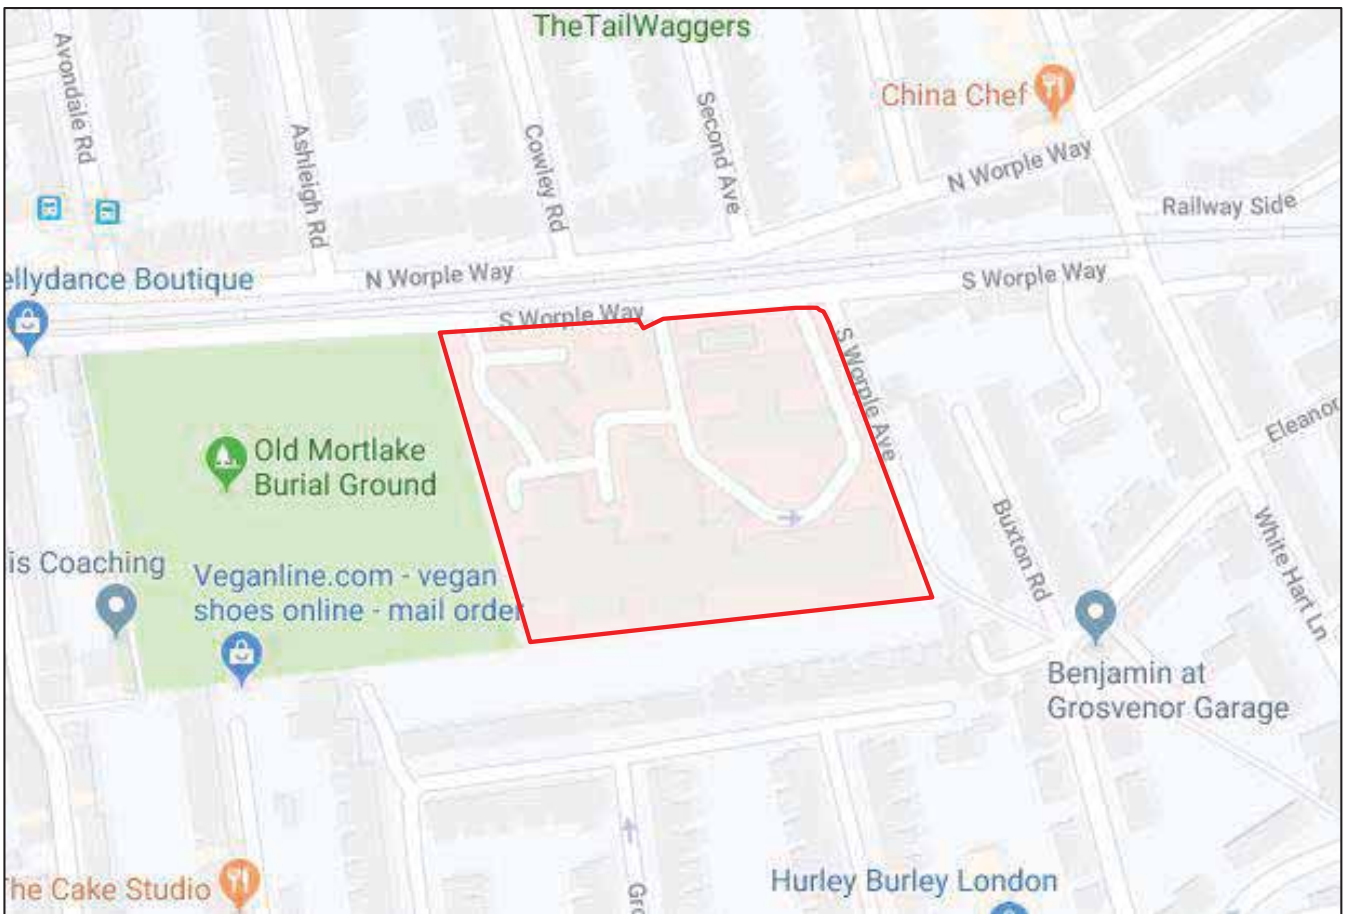 TheTailWaggers
Avondale Rd
Ashleigh Rd
Cowley Rd
Second Ave
China Chef
N Worple Way
Railway Side
ellydance Boutique
N Worple Way
S Worple Way
S Worple Way
S Worple Ave
Old Mortlake
Burial Ground
Eleanor
Buxton Rd
White Hart Ln
is Coaching
Veganline.com - vegan
shoes online - mail order
Benjamin at
Grosvenor Garage
he Cake Studio
Hurley Burley London
Gro